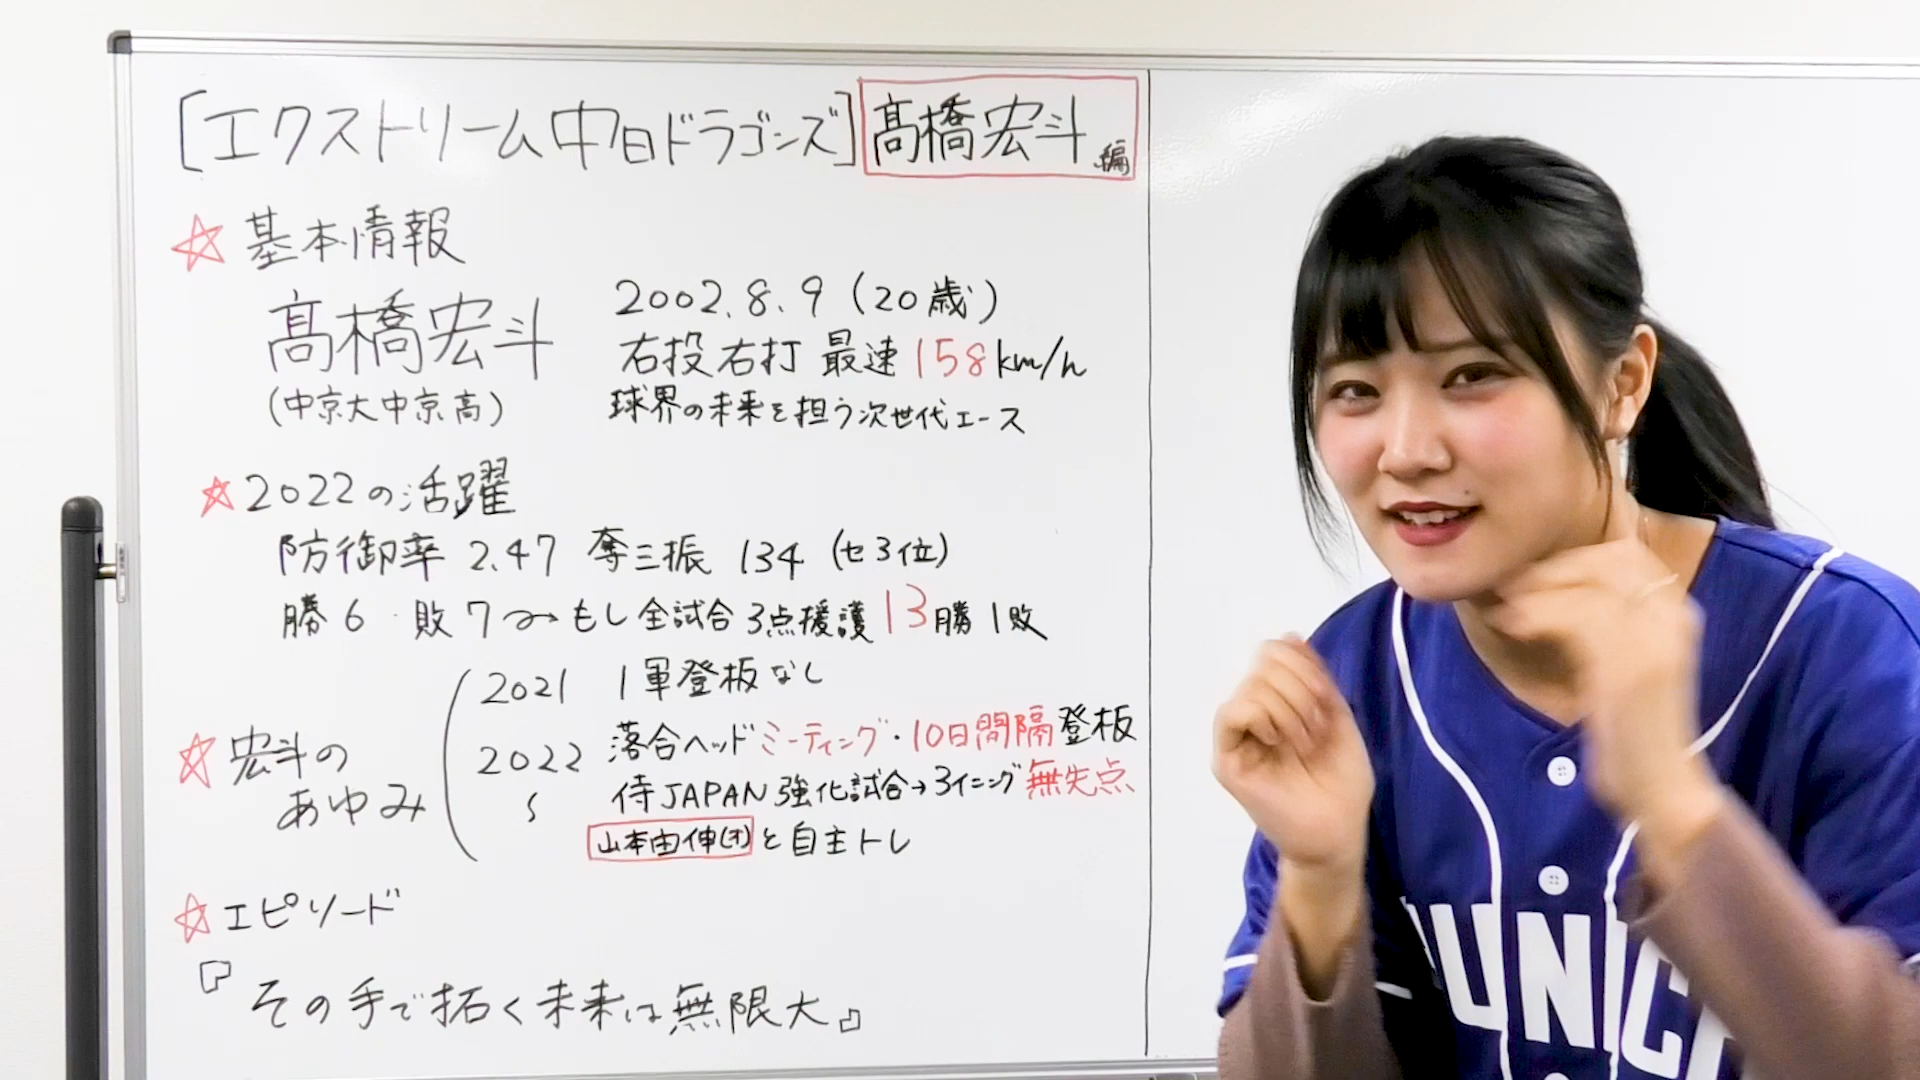 [エクストリーム中日ドラゴンズ] 髙橋宏斗編
☆基本情報
髙橋宏斗
(中京大中京高)
2002.8.9(20歳)
右投右打 最速158km/h
球界の未来を担う次世代エース
☆2022の活躍
防御率 2.47 奪三振 134 (セ3位)
勝6 敗7 〜 もし全試合3点援護 13勝1敗
☆宏斗のあゆみ
2021 1軍登板なし
2022 落合ヘッドミーティング・10日間隔登板
〜 侍JAPAN強化試合→3イニング無失点
山本由伸(オ)と自主トレ
☆エピソード
『その手で拓く未来は無限大』
UNIC